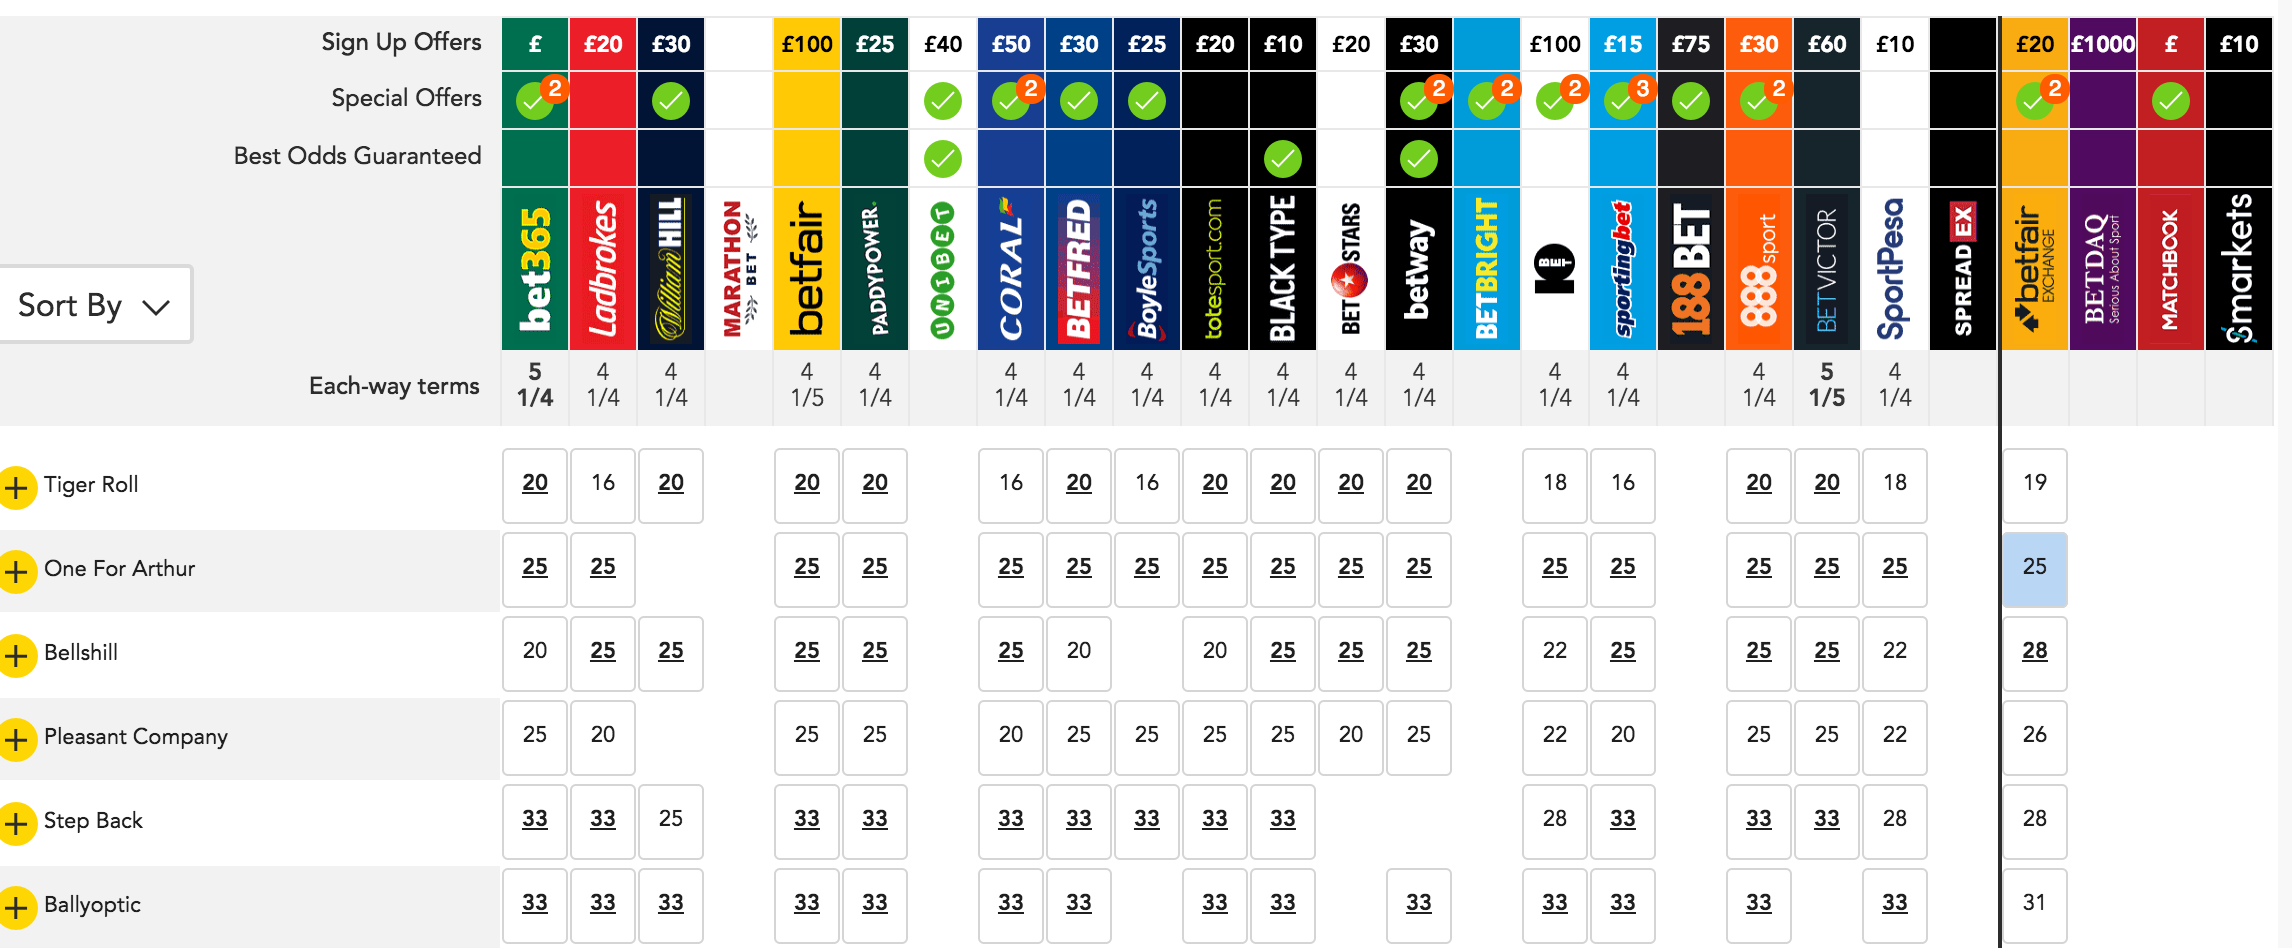 Sign Up Offers £ £20 £30 £100 £25 £40 £50 £30 £25 £20 £10 £20 £30 £100 £15 £75 £30 £60 £10 £20 £1000 £ £10
Special Offers 2 2 2 2 2 3 2 2
Best Odds Guaranteed
Sort By
bet365
Ladbrokes
William HILL
MARATHON BET
betfair
PADDYPOWER.
UNIBET
CORAL
BETFRED
BoyleSports
totesport.com
BLACKTYPE
BETSTARS
betway
BETBRIGHT
10 BET
sportingbet
188BET
888sport
BETVICTOR
SportPesa
SPREADEX
betfair EXCHANGE
BETDAQ Serious About Sport
MATCHBOOK
Smarkets
Each-way terms
5 4 4 4 4 4 4 4 4 4 4 4 4 4 4 5 4
1/4 1/4 1/4 1/5 1/4 1/4 1/4 1/4 1/4 1/4 1/4 1/4 1/4 1/4 1/4 1/5 1/4
Tiger Roll 20 16 20 20 20 16 20 16 20 20 20 20 18 16 20 20 18 19
One For Arthur 25 25 25 25 25 25 25 25 25 25 25 25 25 25 25 25 25
Bellshill 20 25 25 25 25 25 20 20 25 25 25 22 25 25 25 22 28
Pleasant Company 25 20 25 25 20 25 25 25 25 20 25 22 20 25 25 22 26
Step Back 33 33 25 33 33 33 33 33 33 33 28 33 33 33 28 28
Ballyoptic 33 33 33 33 33 33 33 33 33 33 33 33 33 33 31